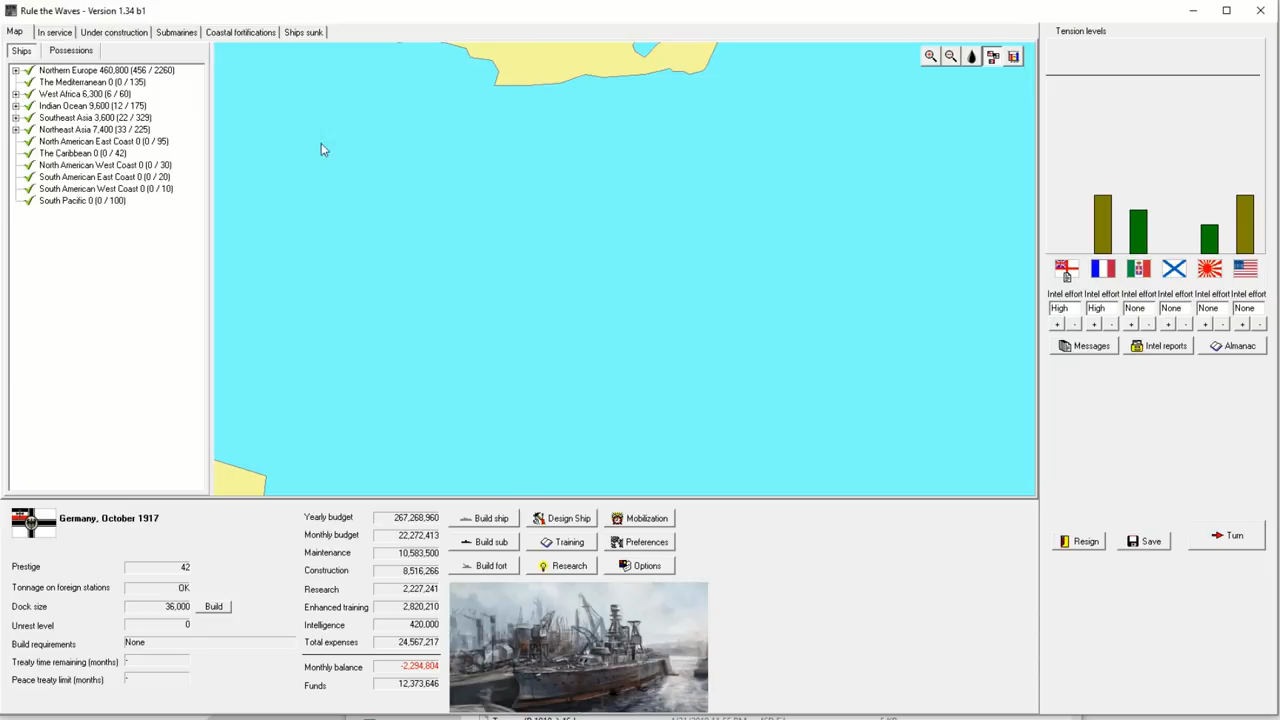 Rule the Waves - Version 1.34 b1
Map In service Under construction Submarines Coastal fortifications Ships sunk
Tension levels
Ships Possessions
Northern Europe 460,800 (456 / 2260)
The Mediterranean 0 (0 / 135)
West Africa 6,300 (6 / 60)
Indian Ocean 9,600 (12 / 175)
Southeast Asia 3,600 (22 / 329)
Northeast Asia 7,400 (33 / 225)
North American East Coast 0 (0 / 95)
The Caribbean 0 (0 / 42)
North American West Coast 0 (0 / 30)
South American East Coast 0 (0 / 20)
South American West Coast 0 (0 / 10)
South Pacific 0 (0 / 100)
Intel effort Intel effort Intel effort Intel effort Intel effort Intel effort
High High None None None None
+ - + - + - + - + - + -
Messages Intel reports Almanac
Germany, October 1917
Prestige 42
Tonnage on foreign stations OK
Dock size 36,000 Build
Unrest level 0
Build requirements None
Treaty time remaining (months) -
Peace treaty limit (months) -
Yearly budget 267,268,960
Monthly budget 22,272,413
Maintenance 10,583,500
Construction 8,516,266
Research 2,227,241
Enhanced training 2,820,210
Intelligence 420,000
Total expenses 24,567,217
Monthly balance -2,294,804
Funds 12,373,646
Build ship Design Ship Mobilization
Build sub Training Preferences
Build fort Research Options
Resign Save Turn